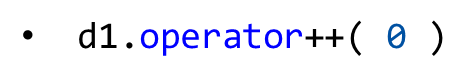 • d1.operator++( 0 )